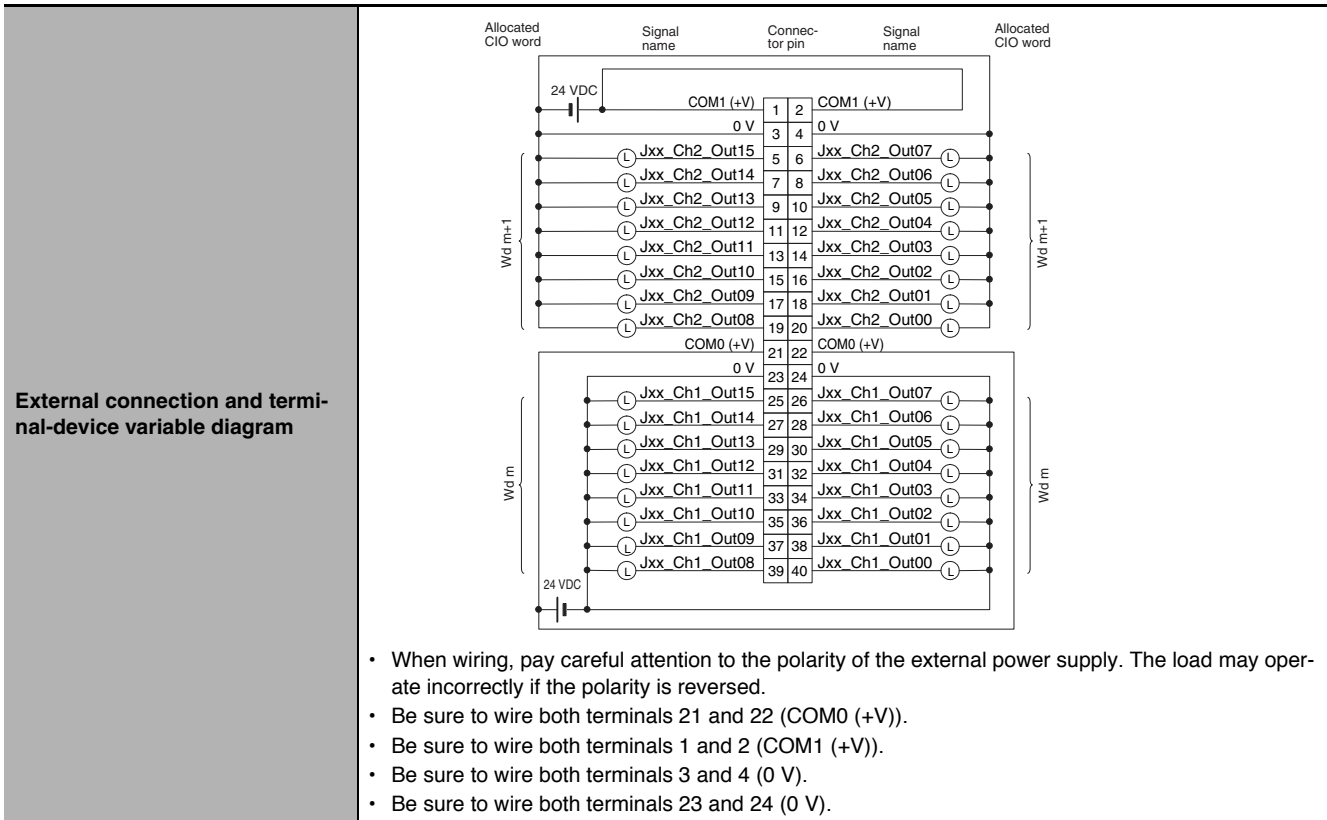 External connection and termi-
nal-device variable diagram
Allocated CIO word Signal name Connec-tor pin Signal name Allocated CIO word
24 VDC
COM1 (+V) 1 2 COM1 (+V)
0 V 3 4 0 V
L Jxx_Ch2_Out15 5 6 Jxx_Ch2_Out07 L
L Jxx_Ch2_Out14 7 8 Jxx_Ch2_Out06 L
L Jxx_Ch2_Out13 9 10 Jxx_Ch2_Out05 L
L Jxx_Ch2_Out12 11 12 Jxx_Ch2_Out04 L
Wd m+1
Wd m+1
L Jxx_Ch2_Out11 13 14 Jxx_Ch2_Out03 L
L Jxx_Ch2_Out10 15 16 Jxx_Ch2_Out02 L
L Jxx_Ch2_Out09 17 18 Jxx_Ch2_Out01 L
L Jxx_Ch2_Out08 19 20 Jxx_Ch2_Out00 L
COM0 (+V) 21 22 COM0 (+V)
0 V 23 24 0 V
L Jxx_Ch1_Out15 25 26 Jxx_Ch1_Out07 L
L Jxx_Ch1_Out14 27 28 Jxx_Ch1_Out06 L
L Jxx_Ch1_Out13 29 30 Jxx_Ch1_Out05 L
L Jxx_Ch1_Out12 31 32 Jxx_Ch1_Out04 L
Wd m
Wd m
L Jxx_Ch1_Out11 33 34 Jxx_Ch1_Out03 L
L Jxx_Ch1_Out10 35 36 Jxx_Ch1_Out02 L
L Jxx_Ch1_Out09 37 38 Jxx_Ch1_Out01 L
L Jxx_Ch1_Out08 39 40 Jxx_Ch1_Out00 L
24 VDC
• When wiring, pay careful attention to the polarity of the external power supply. The load may oper-
ate incorrectly if the polarity is reversed.
• Be sure to wire both terminals 21 and 22 (COM0 (+V)).
• Be sure to wire both terminals 1 and 2 (COM1 (+V)).
• Be sure to wire both terminals 3 and 4 (0 V).
• Be sure to wire both terminals 23 and 24 (0 V).